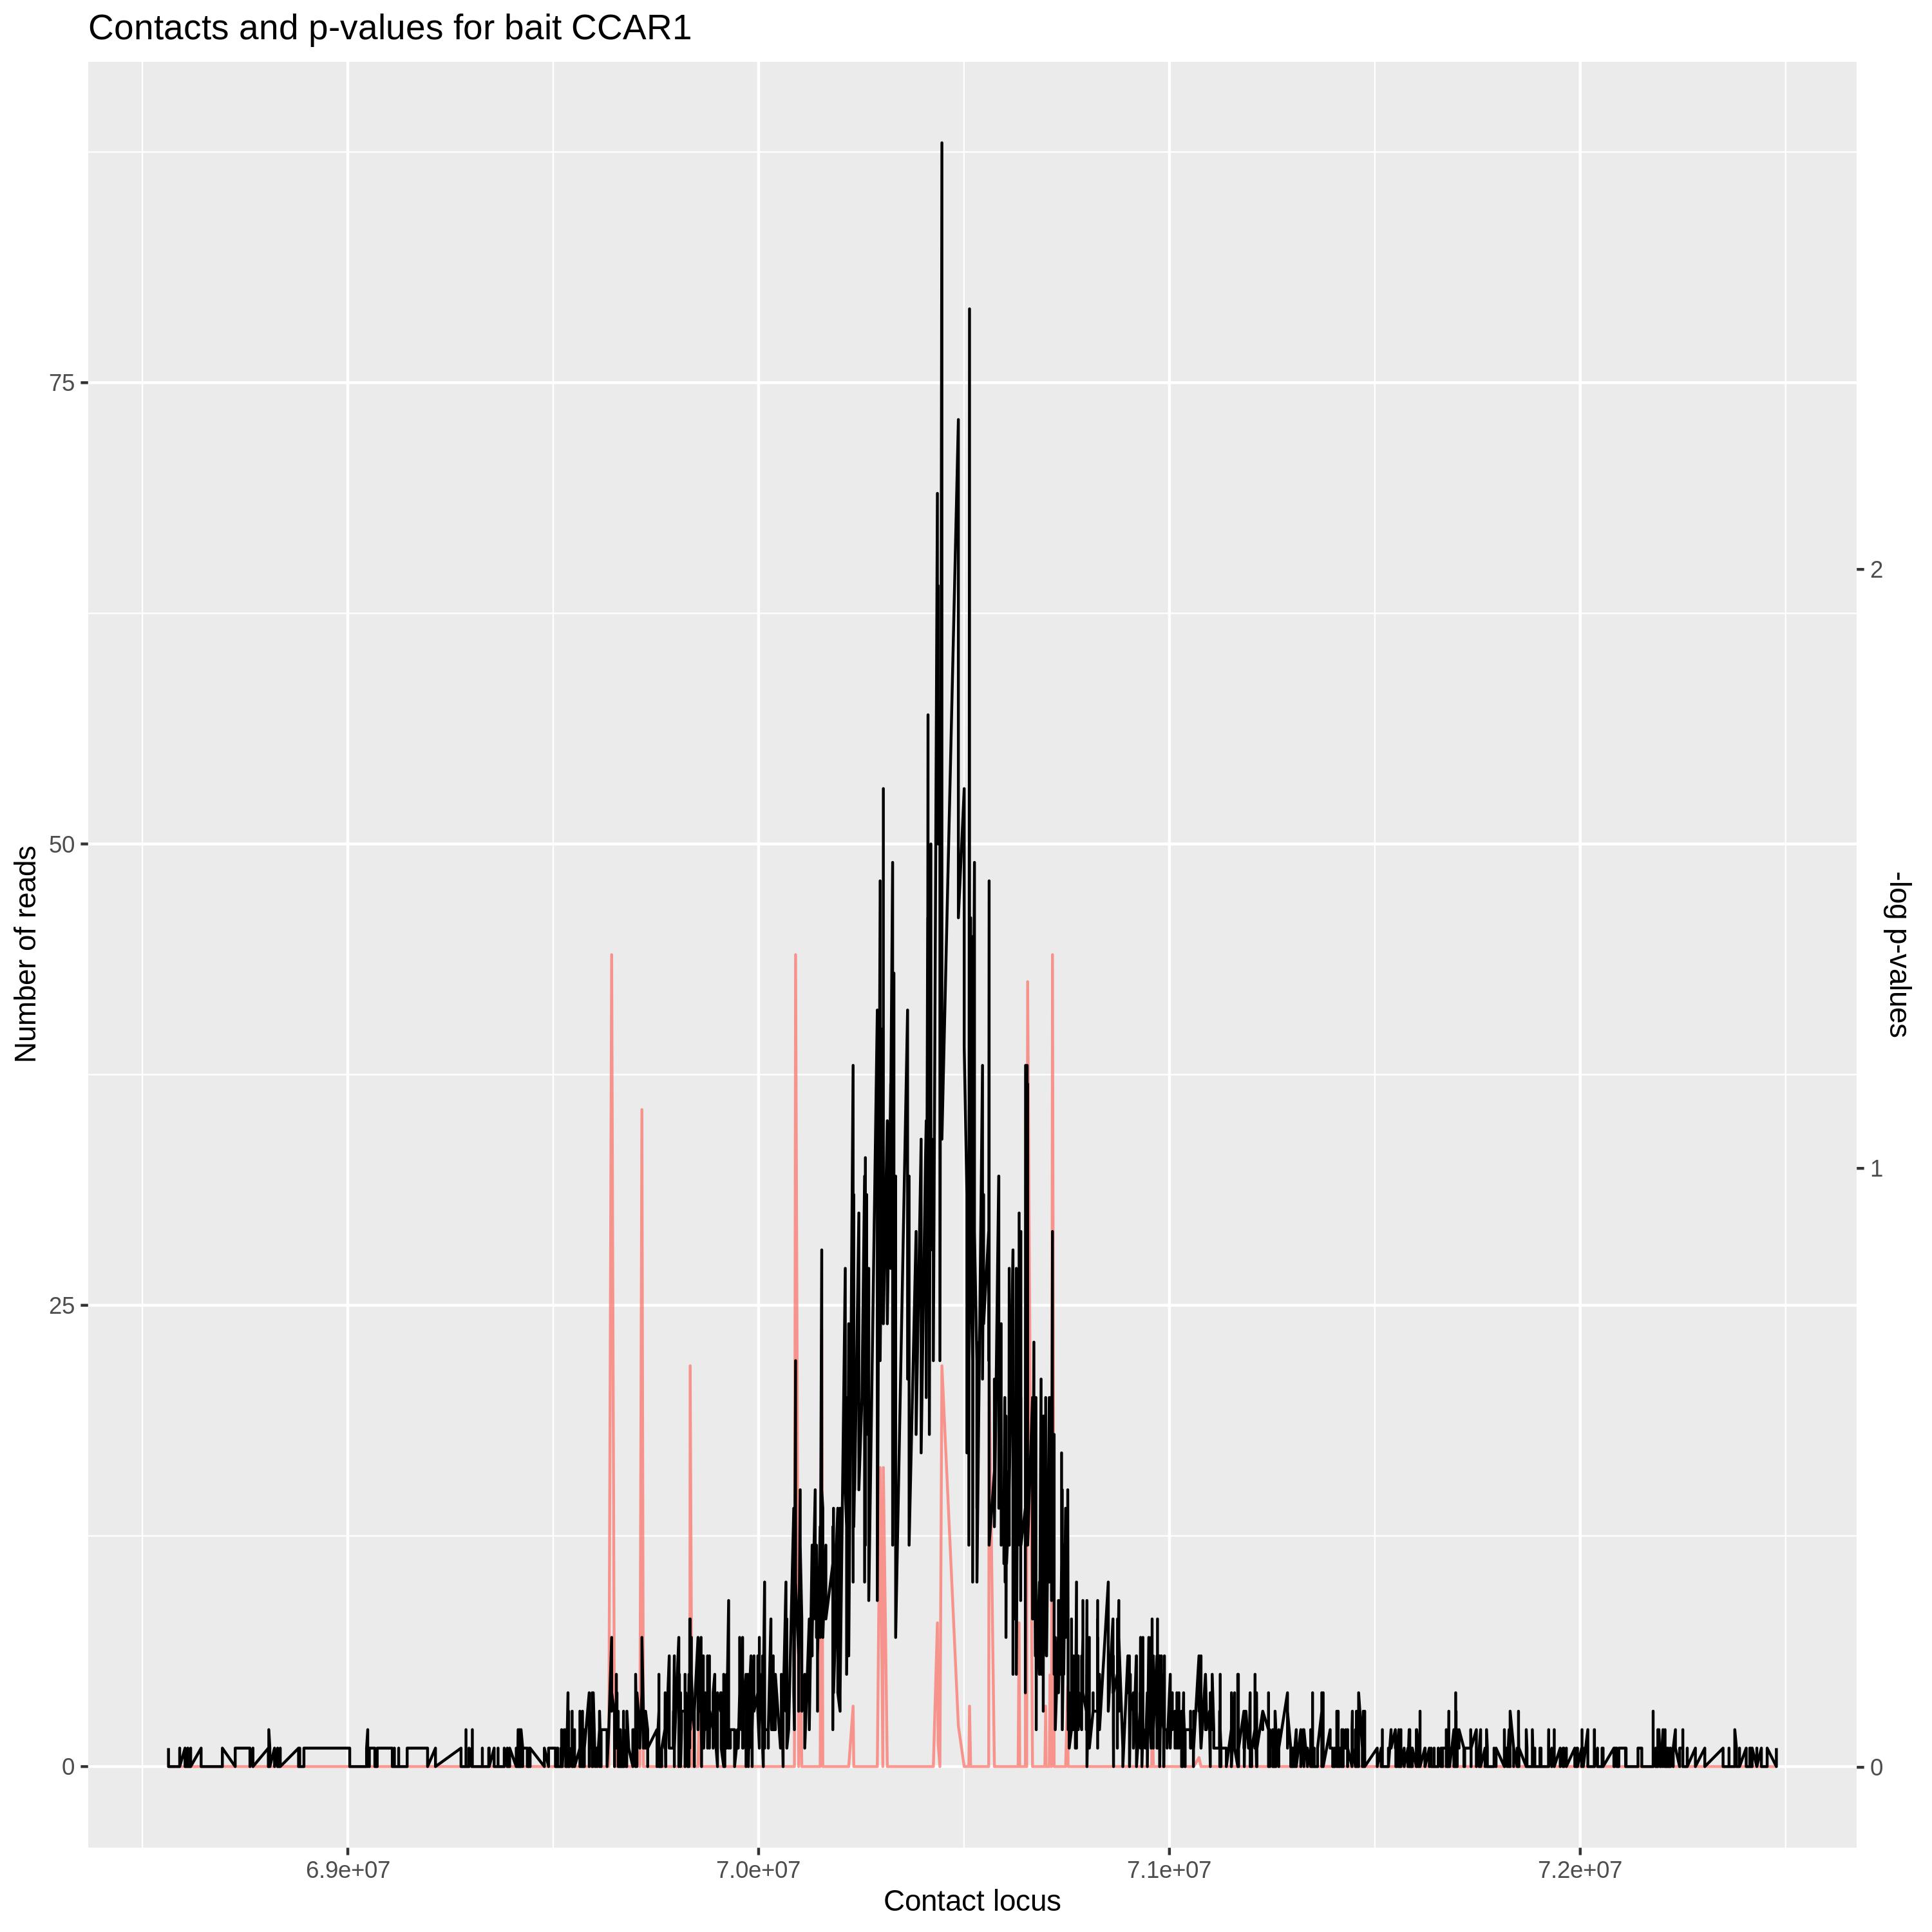 Contacts and p-values for bait CCAR1
75
50
25
0
Number of reads
2
1
0
-log p-values
6.9e+07
7.0e+07
7.1e+07
7.2e+07
Contact locus